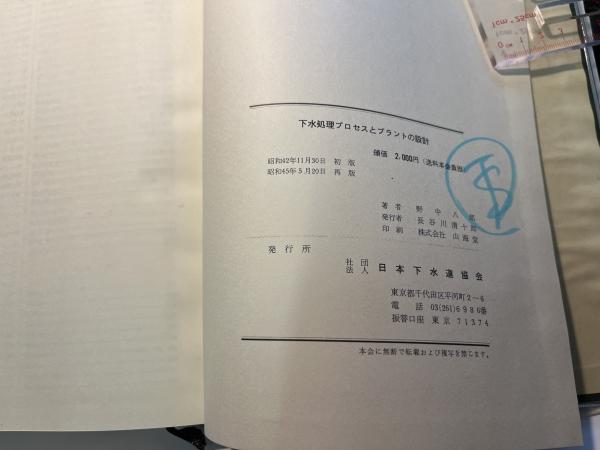 下水処理プロセスとプラントの設計
頒価 2,000円（送料本会負担）
昭和42年11月30日 初版
昭和45年5月20日 再版
著者 野中八郎
発行者 長谷川清十郎
印刷 株式会社 山海堂
発行所
社団法人 日本下水道協会
東京都千代田区平河町2-6
電話 03(261)6986番
振替口座 東京 71374
本会に無断で転載および複写を禁じます。